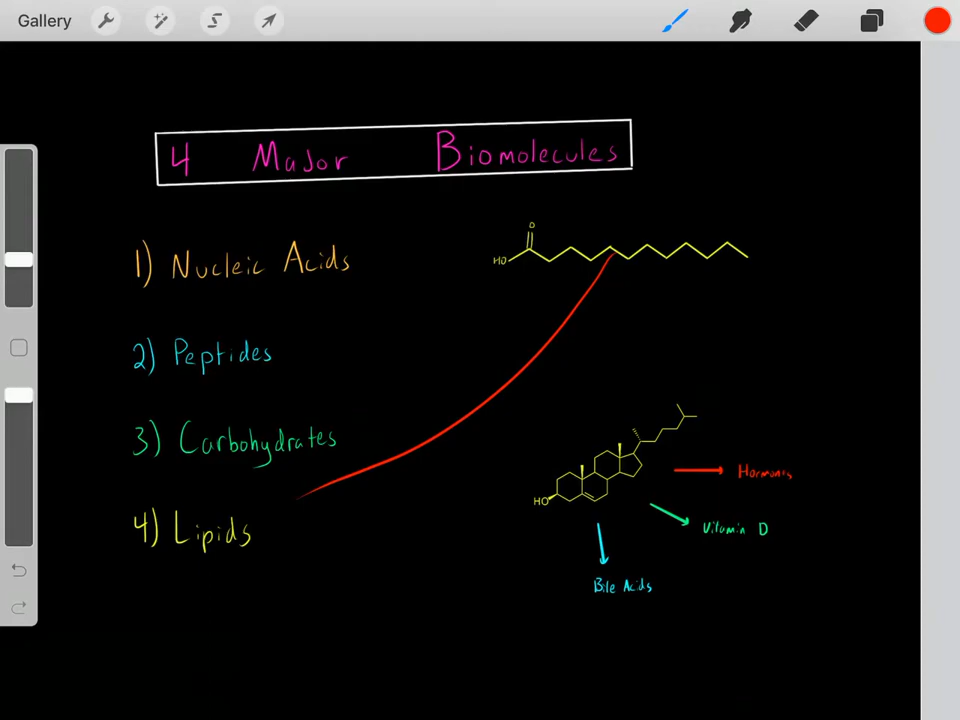 Gallery
4 Major Biomolecules
1) Nucleic Acids
O
HO
2) Peptides
3) Carbohydrates
4) Lipids
HO
Hormones
Vitamin D
Bile Acids